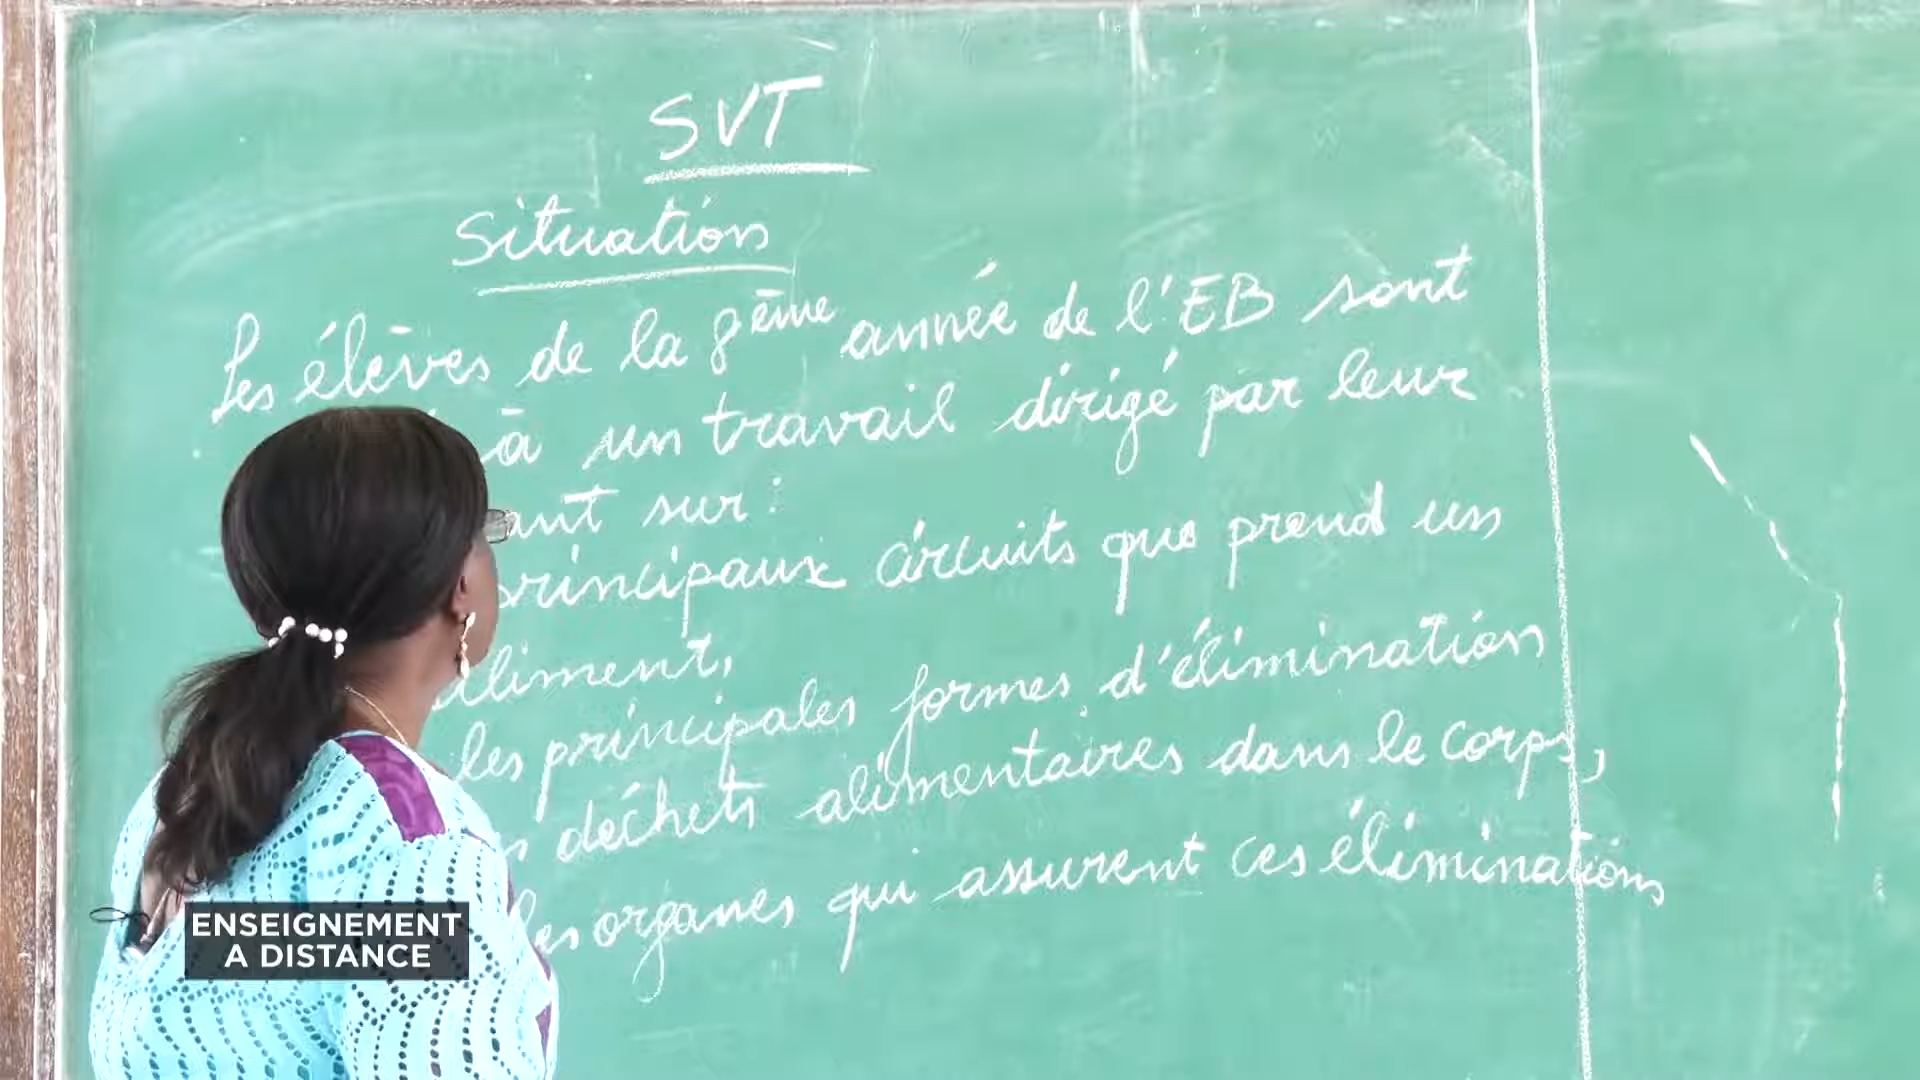 SVT
Situation
Les élèves de la 8ème année de l'EB sont
à un travail dirigé par leur
ant sur :
principaux circuits que prend un
aliment,
les principales formes d'élimination
déchets alimentaires dans le corps,
les organes qui assurent ces éliminations
ENSEIGNEMENT
A DISTANCE